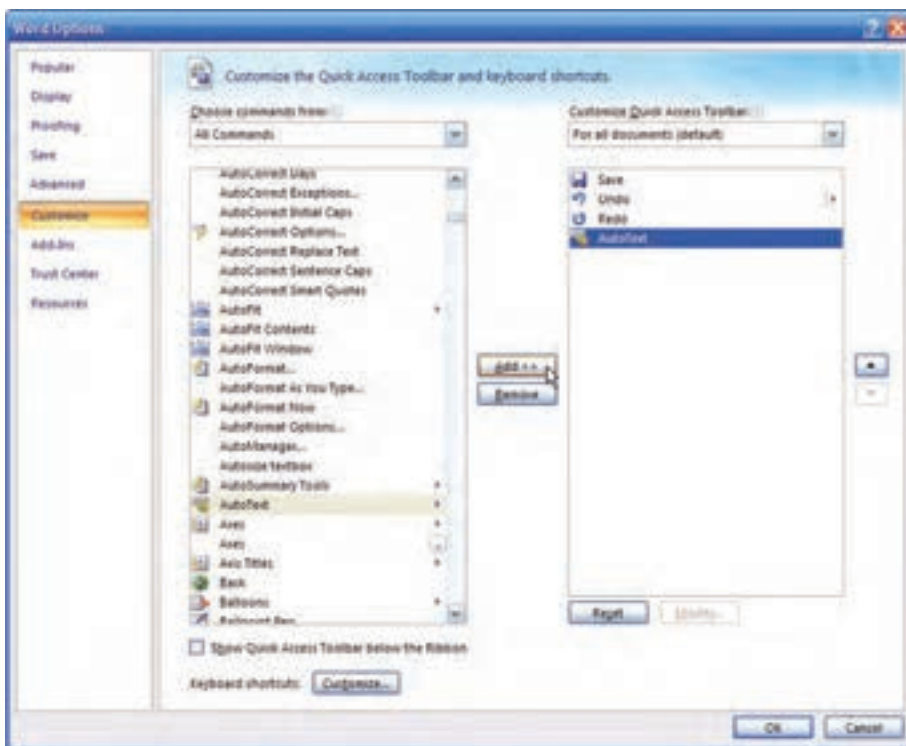 Word Options
Popular
Display
Proofing
Save
Advanced
Customize
Add-Ins
Trust Center
Resources
Customize the Quick Access Toolbar and keyboard shortcuts.
Choose commands from:
All Commands
AutoCorrect Days
AutoCorrect Exceptions...
AutoCorrect Initial Caps
AutoCorrect Options...
AutoCorrect Replace Text
AutoCorrect Sentence Caps
AutoCorrect Smart Quotes
AutoFit
AutoFit Contents
AutoFit Window
AutoFormat...
AutoFormat As You Type...
AutoFormat Now
AutoFormat Options...
AutoManager...
Autosize textbox
AutoSummary Tools
AutoText
Axes
Axes
Axis Titles
Back
Balloons
Balloon Pen
Show Quick Access Toolbar below the Ribbon
Keyboard shortcuts: Customize...
Add >>
Remove
Customize Quick Access Toolbar:
For all documents (default)
Save
Undo
Redo
AutoText
Reset
Modify...
OK
Cancel